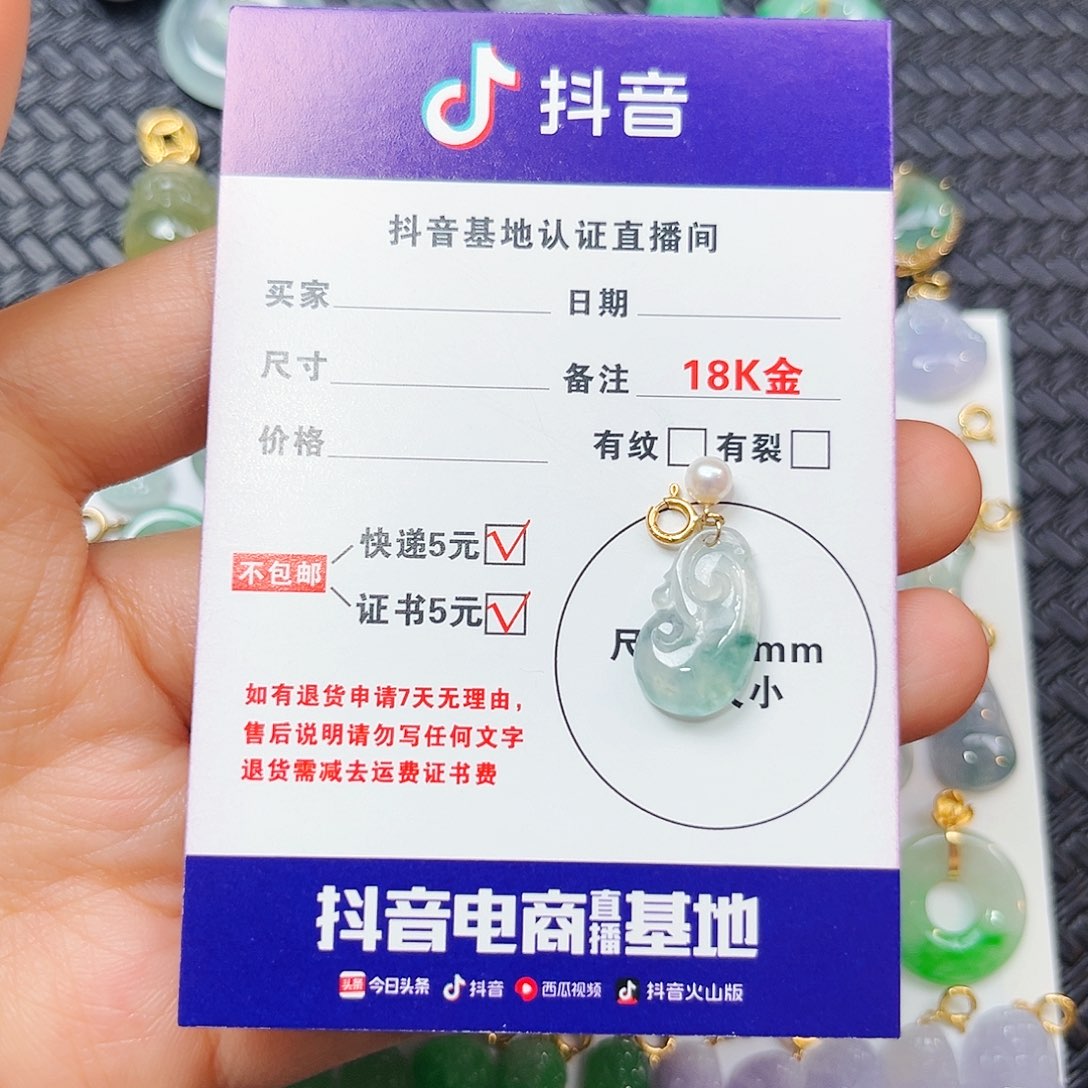 抖音
抖音基地认证直播间
买家 日期
尺寸 备注 18K金
价格 有纹 有裂
快递5元
不包邮
证书5元
尺 mm
小
如有退货申请7天无理由，
售后说明请勿写任何文字
退货需减去运费证书费
抖音电商直播基地
头条 今日头条 抖音 西瓜视频 抖音火山版